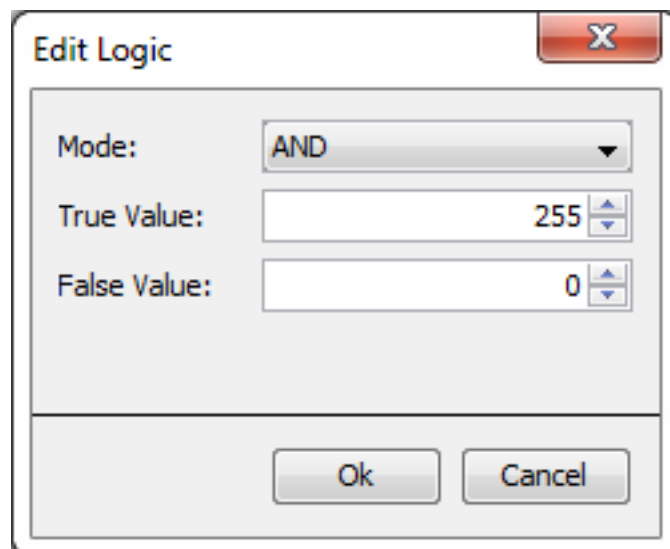 Edit Logic
Mode: AND
True Value: 255
False Value: 0
Ok Cancel